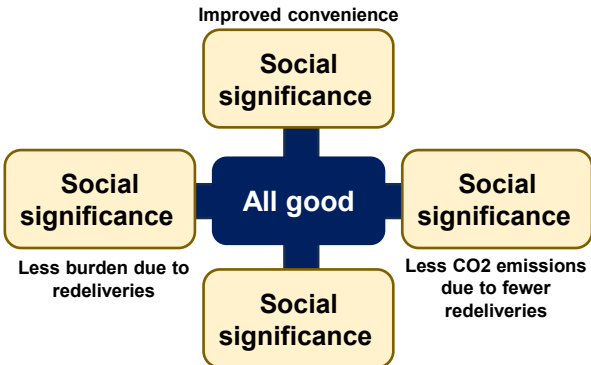 Improved convenience
Social
significance
Social
significance
All good
Social
significance
Less burden due to
redeliveries
Less CO2 emissions
due to fewer
redeliveries
Social
significance